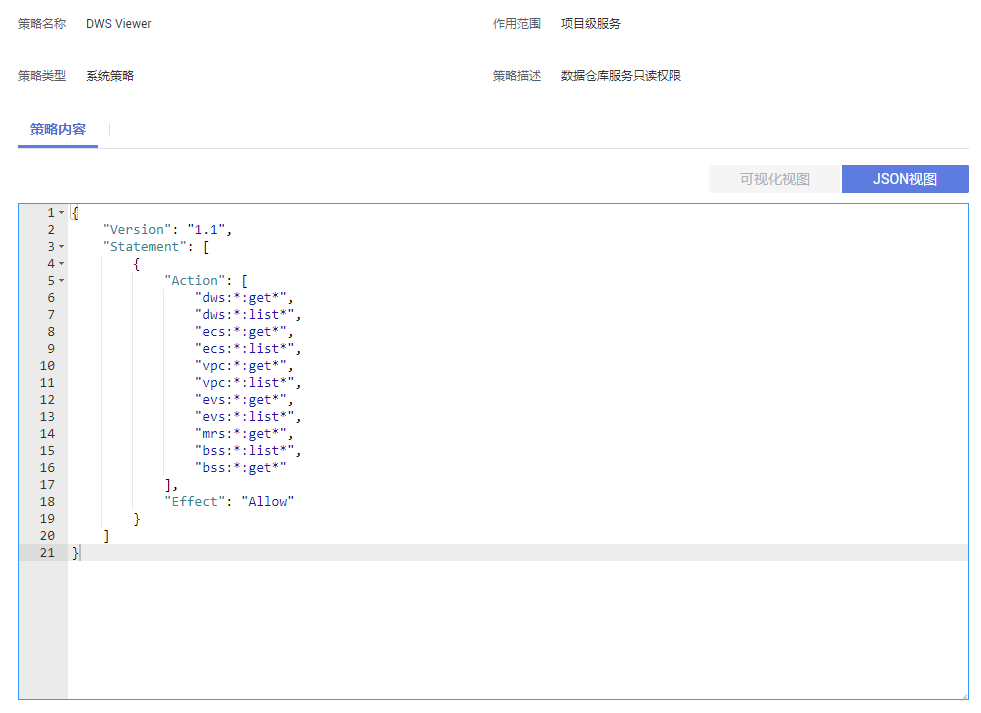 策略名称 DWS Viewer 作用范围 项目级服务
策略类型 系统策略 策略描述 数据仓库服务只读权限
策略内容
可视化视图 JSON视图
1 {
2 "Version": "1.1",
3 "Statement": [
4 {
5 "Action": [
6 "dws:*:get*",
7 "dws:*:list*",
8 "ecs:*:get*",
9 "ecs:*:list*",
10 "vpc:*:get*",
11 "vpc:*:list*",
12 "evs:*:get*",
13 "evs:*:list*",
14 "mrs:*:get*",
15 "bss:*:list*",
16 "bss:*:get*"
17 ],
18 "Effect": "Allow"
19 }
20 ]
21 }